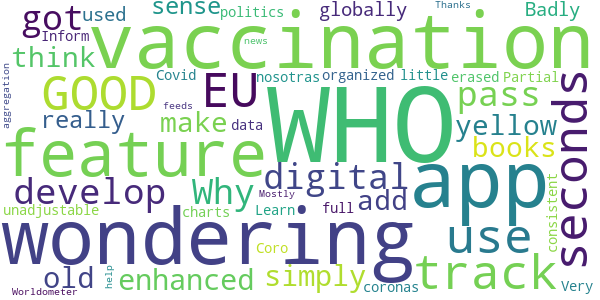 got used sense politics globally Thanks Badly
Inform
think vaccination
news
aggregation Covid nosotras organized little erased Partial
GOOD EU WHO pass seconds
feeds
really make data yellow
feature Why digital app books
develop Mostly add
unadjustable charts Learn full use consistent
wondering Coro track
old enhanced simply coronas Very
help
Worldometer